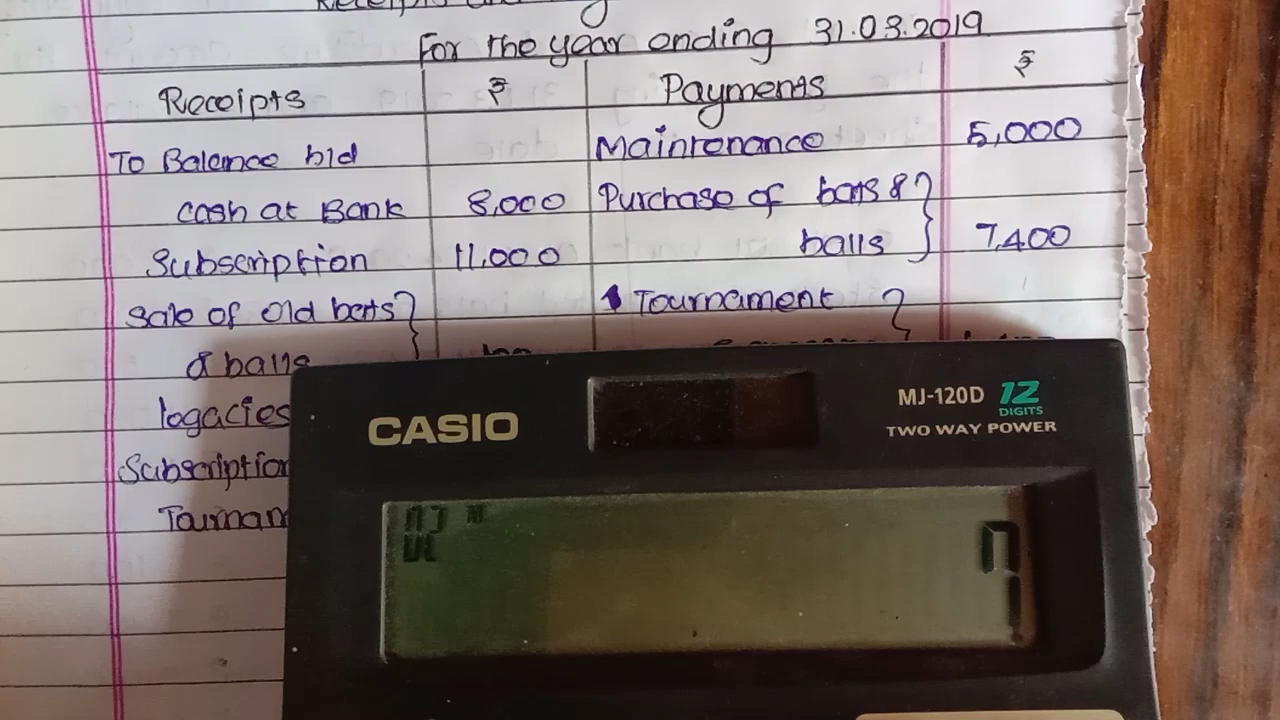 For the year ending 31.03.2019
Receipts ₹ Payments ₹
To Balance b/d Maintenance 5,000
Cash at Bank 8,000 Purchase of bats &
Subscription 11,000 balls 7,400
Sale of old bats Tournament
& balls
legacies
Subscription
Tournam
CASIO
MJ-120D 12
DIGITS
TWO WAY POWER